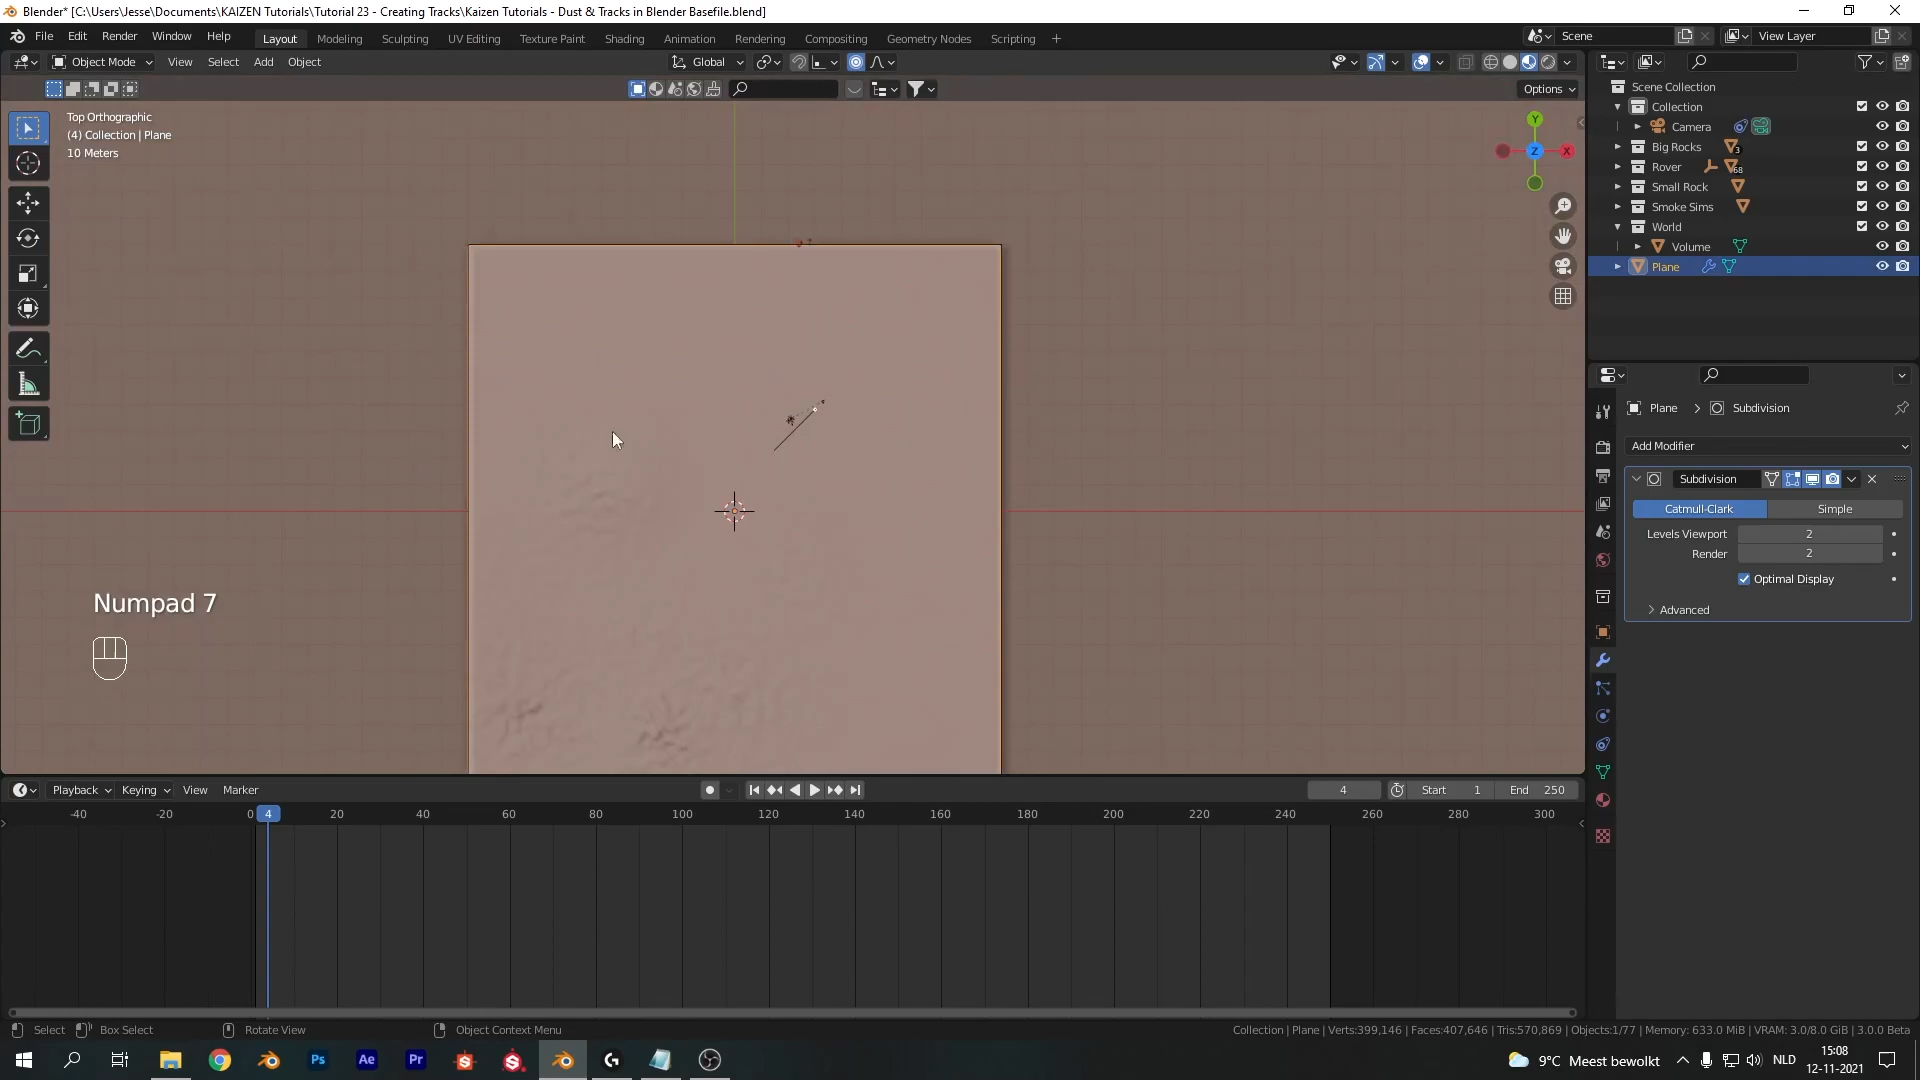 Blender* [C:\Users\Jesse\Documents\KAIZEN Tutorials\Tutorial 23 - Creating Tracks\Kaizen Tutorials - Dust & Tracks in Blender Basefile.blend]
File Edit Render Window Help Layout Modeling Sculpting UV Editing Texture Paint Shading Animation Rendering Compositing Geometry Nodes Scripting + Scene View Layer
Object Mode View Select Add Object Global
Options
Top Orthographic
(4) Collection | Plane
10 Meters
Y
Z
X
Scene Collection
Collection
Camera
Big Rocks 3
Rover 68
Small Rock
Smoke Sims
World
Volume
Plane
Plane > Subdivision
Add Modifier
Subdivision
Catmull-Clark Simple
Levels Viewport 2
Render 2
Optimal Display
Advanced
Numpad 7
Playback Keying View Marker 4 Start 1 End 250
-40 -20 0 4 20 40 60 80 100 120 140 160 180 200 220 240 260 280 300
Select Box Select Rotate View Object Context Menu Collection | Plane | Verts:399,146 | Faces:407,646 | Tris:570,869 | Objects:1/77 | Memory: 633.0 MiB | VRAM: 3.0/8.0 GiB | 3.0.0 Beta
Ps Ae Pr 9°C Meest bewolkt NLD 15:08
12-11-2021